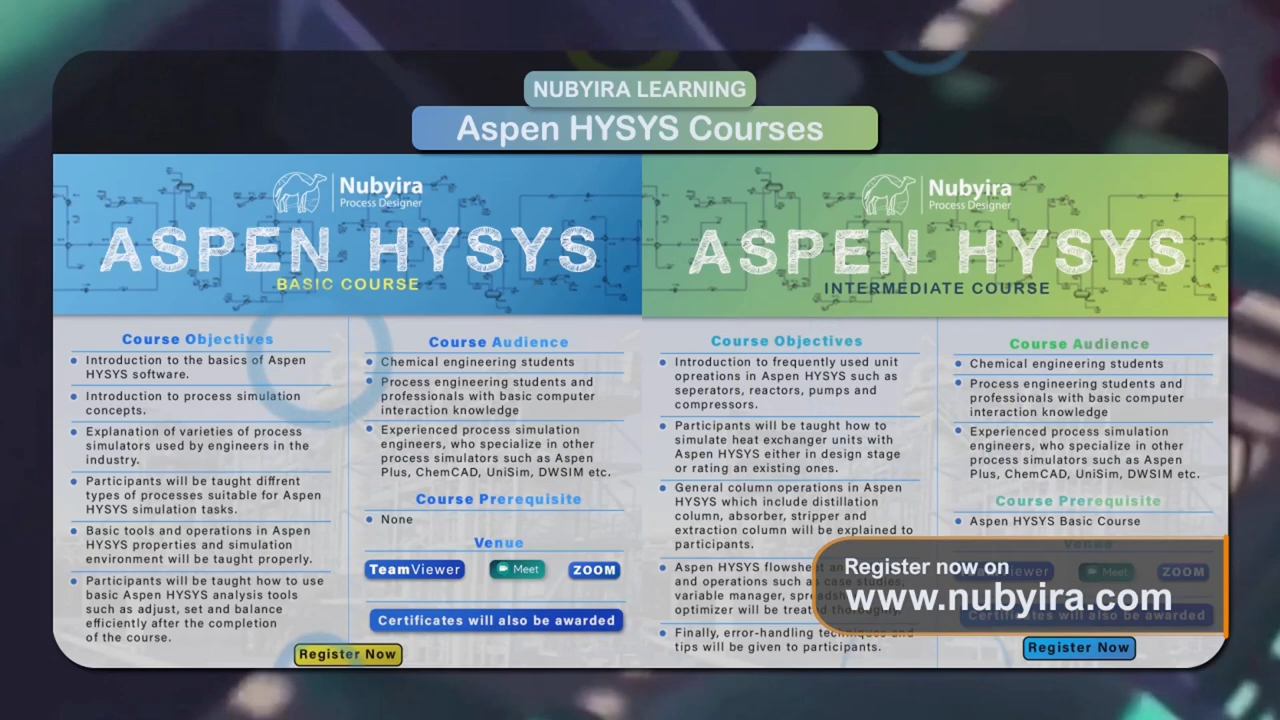 NUBYIRA LEARNING
Aspen HYSYS Courses
Nubyira
Process Designer
ASPEN HYSYS
BASIC COURSE
Course Objectives
Introduction to the basics of Aspen
HYSYS software.
Introduction to process simulation
concepts.
Explanation of varieties of process
simulators used by engineers in the
industry.
Participants will be taught diffrent
types of processes suitable for Aspen
HYSYS simulation tasks.
Basic tools and operations in Aspen
HYSYS properties and simulation
environment will be taught properly.
Participants will be taught how to use
basic Aspen HYSYS analysis tools
such as adjust, set and balance
efficiently after the completion
of the course.
Course Audience
Chemical engineering students
Process engineering students and
professionals with basic computer
interaction knowledge
Experienced process simulation
engineers, who specialize in other
process simulators such as Aspen
Plus, ChemCAD, UniSim, DWSIM etc.
Course Prerequisite
None
Venue
TeamViewer
Meet
ZOOM
Certificates will also be awarded
Register Now
Nubyira
Process Designer
ASPEN HYSYS
INTERMEDIATE COURSE
Course Objectives
Introduction to frequently used unit
opreations in Aspen HYSYS such as
seperators, reactors, pumps and
compressors.
Participants will be taught how to
simulate heat exchanger units with
Aspen HYSYS either in design stage
or rating an existing ones.
General column operations in Aspen
HYSYS which include distillation
column, absorber, stripper and
extraction column will be explained to
participants.
Aspen HYSYS flowsheet an
and operations such as case studies,
variable manager, spreadsh
optimizer will be treated thoroughly.
Finally, error-handling techniques and
tips will be given to participants.
Course Audience
Chemical engineering students
Process engineering students and
professionals with basic computer
interaction knowledge
Experienced process simulation
engineers, who specialize in other
process simulators such as Aspen
Plus, ChemCAD, UniSim, DWSIM etc.
Course Prerequisite
Aspen HYSYS Basic Course
Venue
TeamViewer
Meet
ZOOM
Certificates will also be awarded
Register now on
www.nubyira.com
Register Now